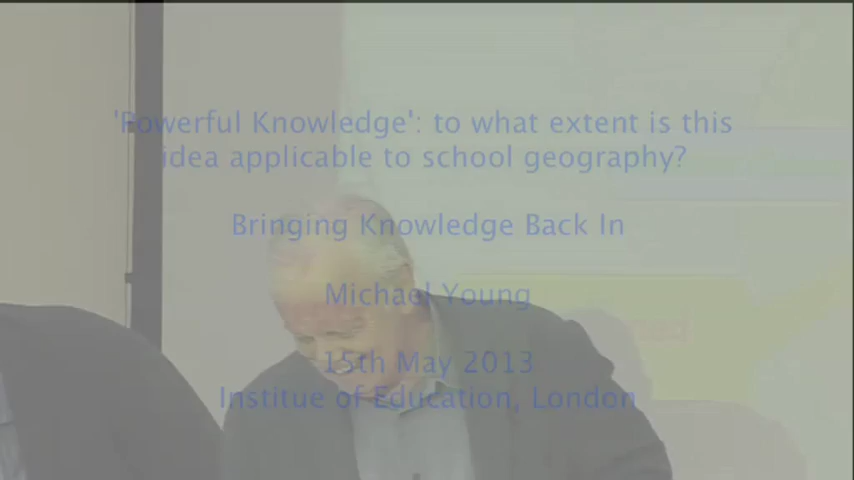 'Powerful Knowledge': to what extent is this
idea applicable to school geography?
Bringing Knowledge Back In
Michael Young
15th May 2013
Institue of Education, London